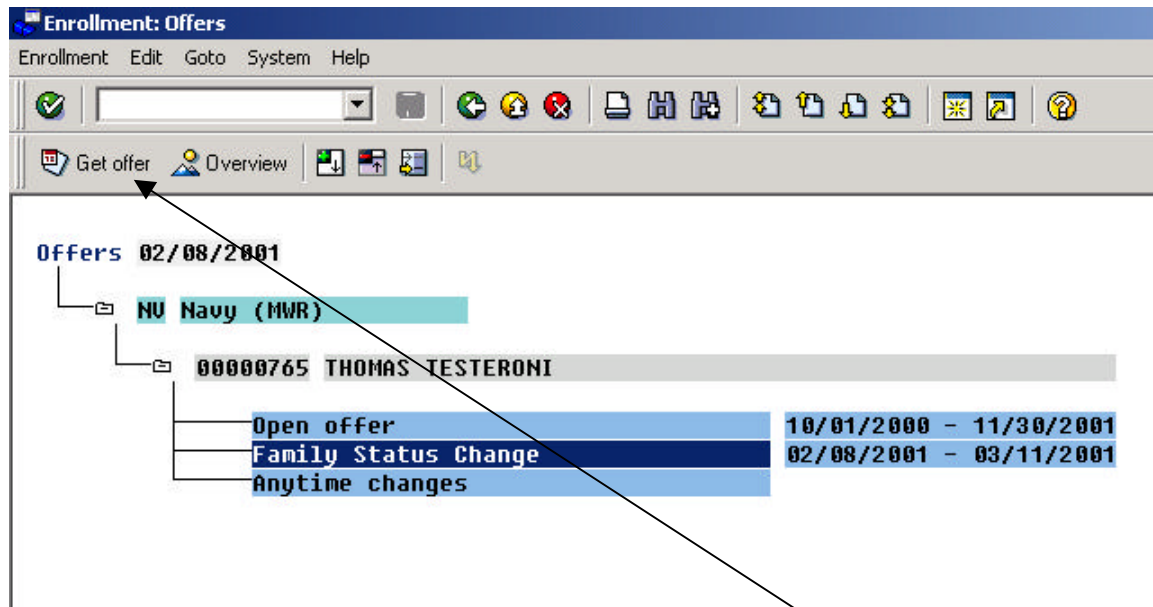 Enrollment: Offers
Enrollment Edit Goto System Help
Get offer Overview
Offers 02/08/2001
NV Navy (MWR)
00000765 THOMAS TESTERONI
Open offer 10/01/2000 - 11/30/2001
Family Status Change 02/08/2001 - 03/11/2001
Anytime changes